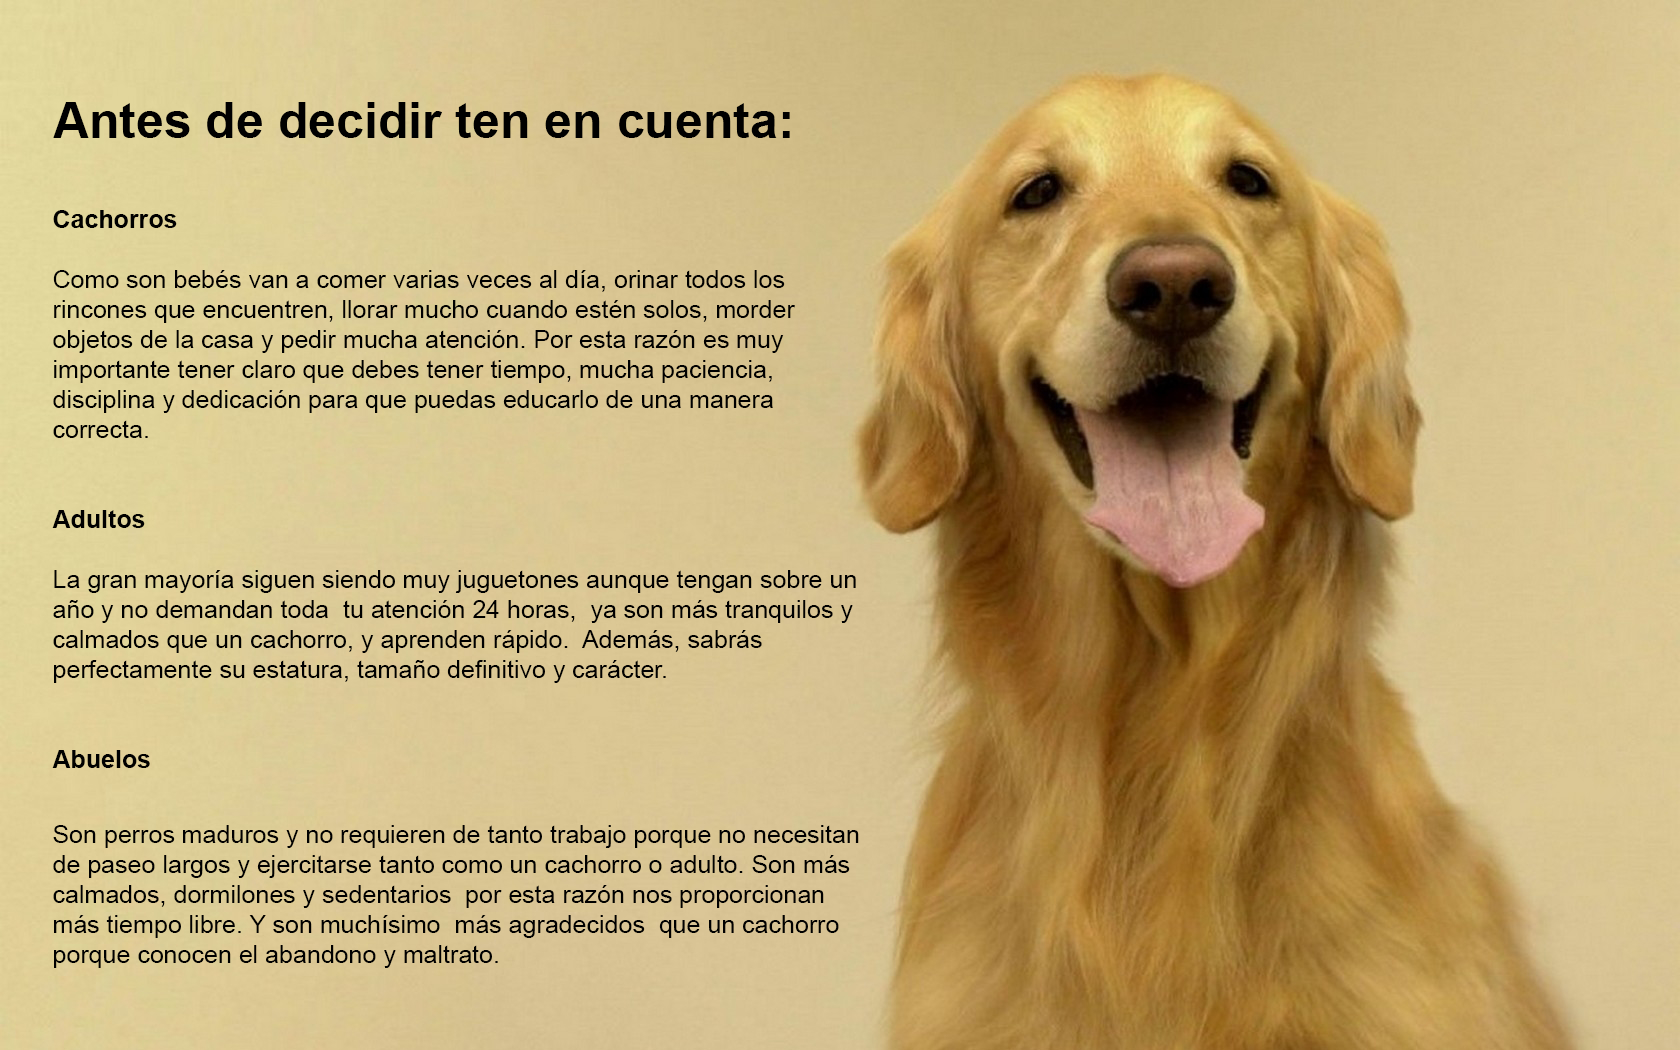 Antes de decidir ten en cuenta:
Cachorros
Como son bebés van a comer varias veces al día, orinar todos los
rincones que encuentren, llorar mucho cuando estén solos, morder
objetos de la casa y pedir mucha atención. Por esta razón es muy
importante tener claro que debes tener tiempo, mucha paciencia,
disciplina y dedicación para que puedas educarlo de una manera
correcta.
Adultos
La gran mayoría siguen siendo muy juguetones aunque tengan sobre un
año y no demandan toda  tu atención 24 horas,  ya son más tranquilos y
calmados que un cachorro, y aprenden rápido.  Además, sabrás
perfectamente su estatura, tamaño definitivo y carácter.
Abuelos
Son perros maduros y no requieren de tanto trabajo porque no necesitan
de paseo largos y ejercitarse tanto como un cachorro o adulto. Son más
calmados, dormilones y sedentarios  por esta razón nos proporcionan
más tiempo libre. Y son muchísimo  más agradecidos  que un cachorro
porque conocen el abandono y maltrato.